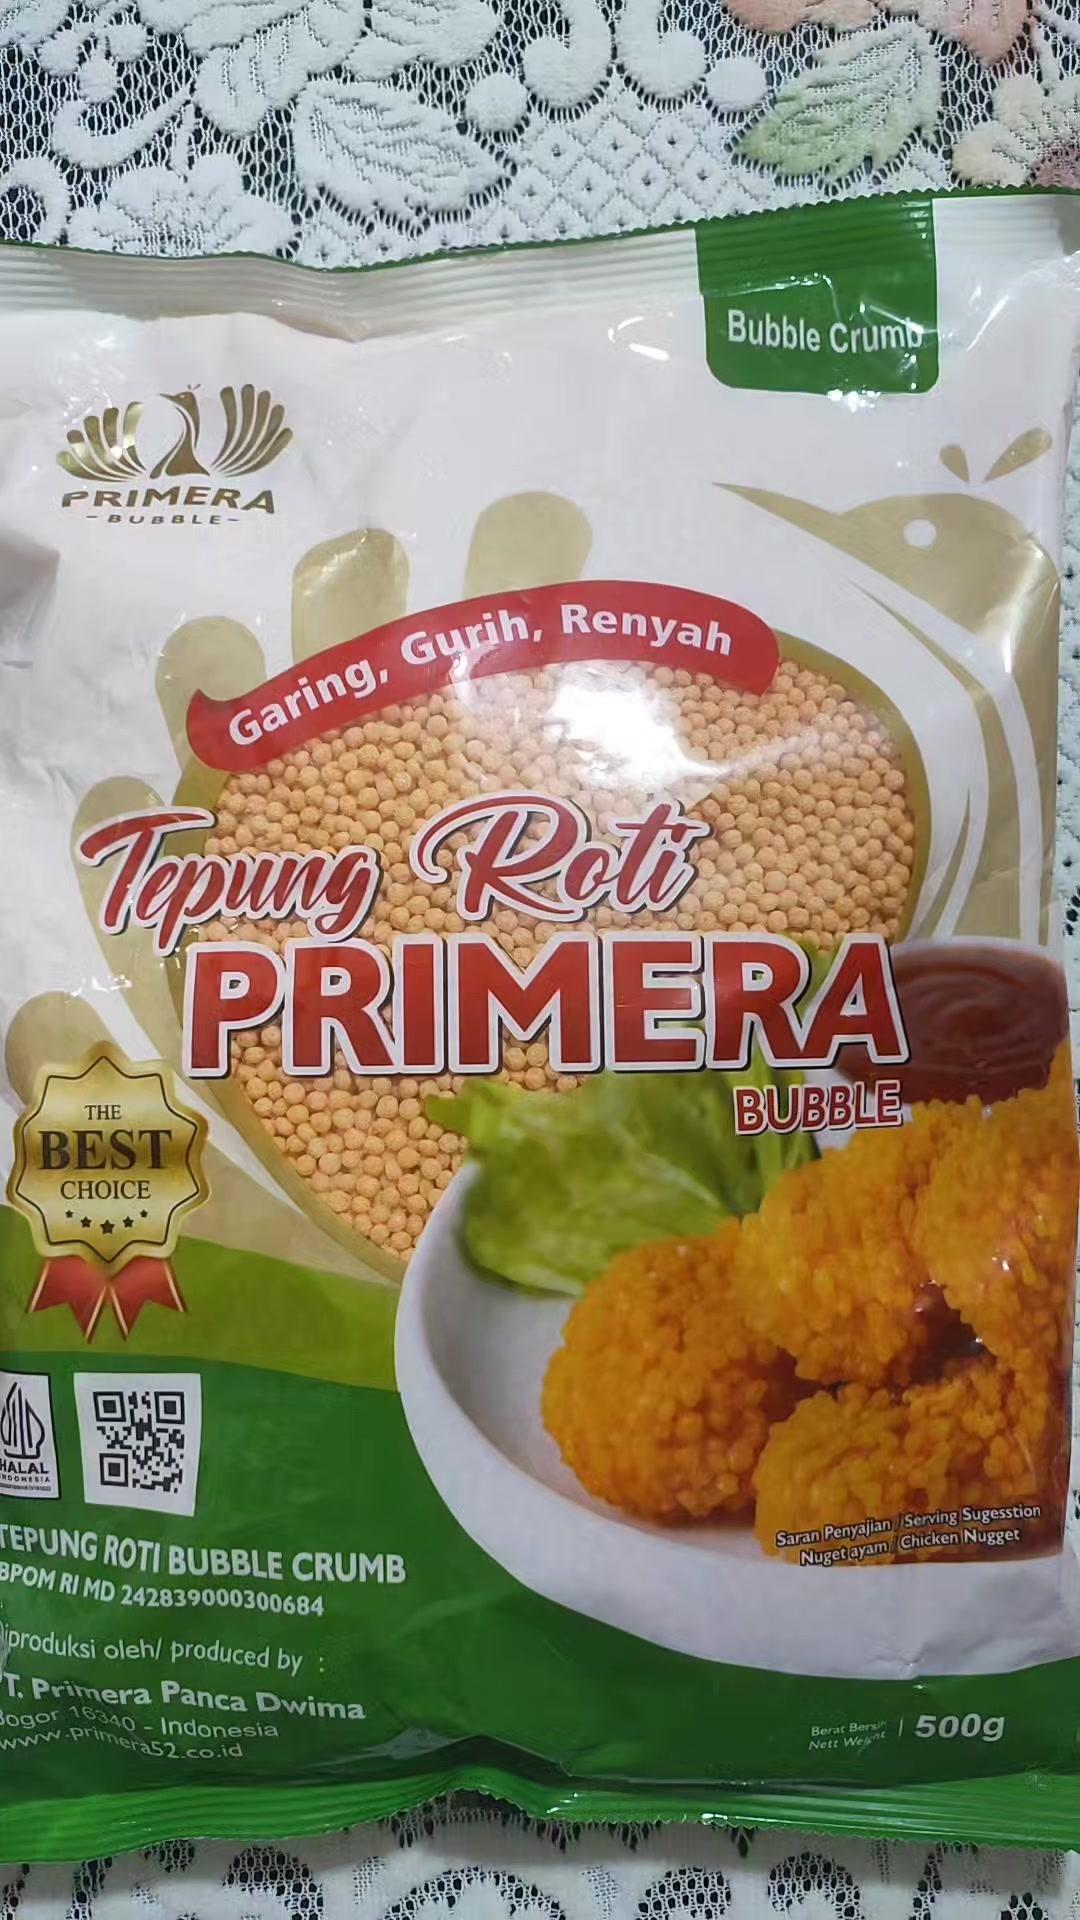 Bubble Crumb
PRIMERA
- BUBBLE -
Garing, Gurih, Renyah
Tepung Roti
PRIMERA
BUBBLE
THE
BEST
CHOICE
HALAL
INDONESIA
TEPUNG ROTI BUBBLE CRUMB
BPOM RI MD 242839000300684
Saran Penyajian / Serving Sugesstion
Nuget ayam / Chicken Nugget
Diproduksi oleh/ produced by :
PT. Primera Panca Dwima
Bogor 16340 - Indonesia
www.primera52.co.id
Berat Bersih | 500g
Nett Weight